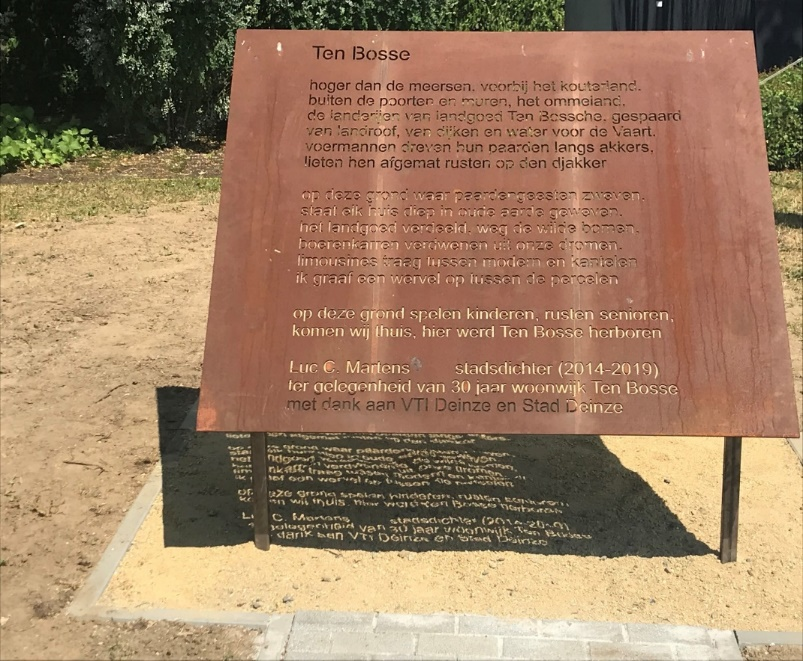 Ten Bosse
hoger dan de meersen, voorbij het kouterland,
buiten de poorten en muren, het ommeland,
de landerijen van landgoed Ten Bossche, gespaard
van landroof, van dijken en water voor de Vaart.
voermannen dreven hun paarden langs akkers,
lieten hen afgemat rusten op den djakker
op deze grond waar paardengeesten zweven,
staat elk huis diep in oude aarde geweven.
het landgoed verdeeld, weg de wilde bomen,
boerenkarren verdwenen uit onze dromen,
limousines traag tussen modern en kantelen
ik graaf een wervel op tussen de percelen
op deze grond spelen kinderen, rusten senioren,
komen wij thuis, hier werd Ten Bosse herboren
Luc C. Martens stadsdichter (2014-2019)
ter gelegenheid van 30 jaar woonwijk Ten Bosse
met dank aan VTI Deinze en Stad Deinze